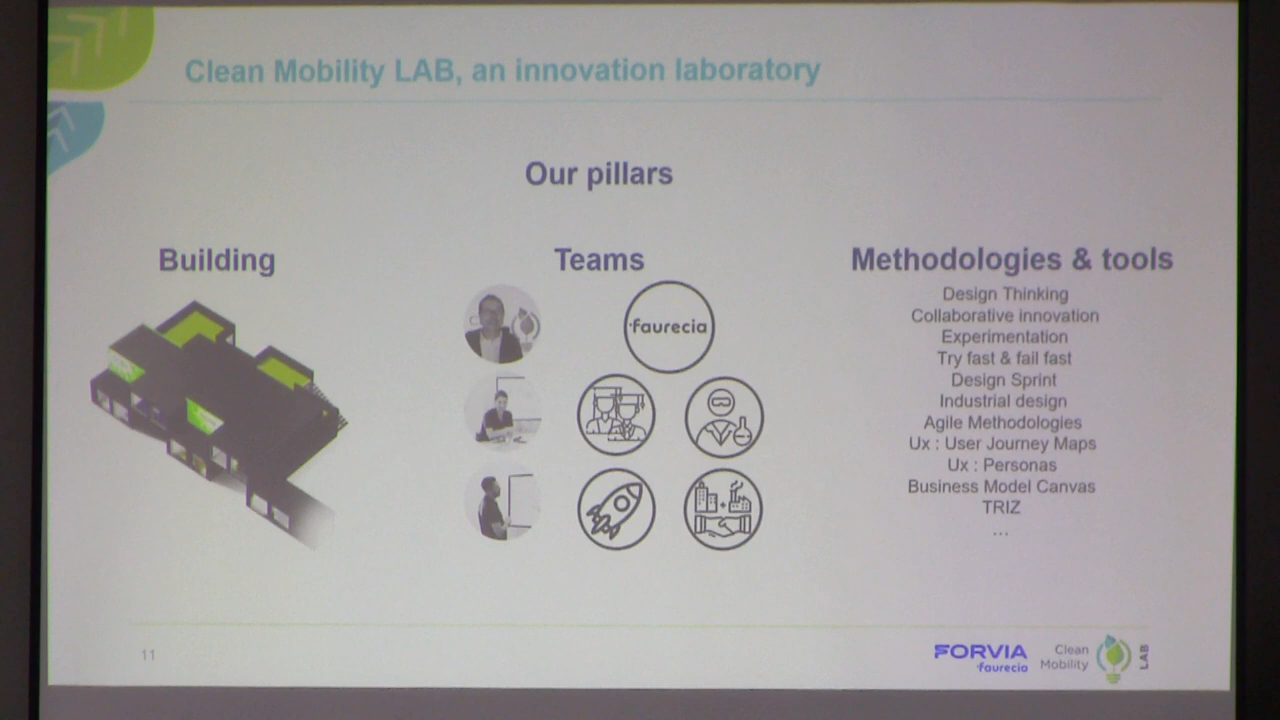 Clean Mobility LAB, an innovation laboratory
Our pillars
Building
Teams
faurecia
Methodologies & tools
Design Thinking
Collaborative innovation
Experimentation
Try fast & fail fast
Design Sprint
Industrial design
Agile Methodologies
Ux : User Journey Maps
Ux : Personas
Business Model Canvas
TRIZ
...
11
FORVIA
faurecia
Clean
Mobility
LAB